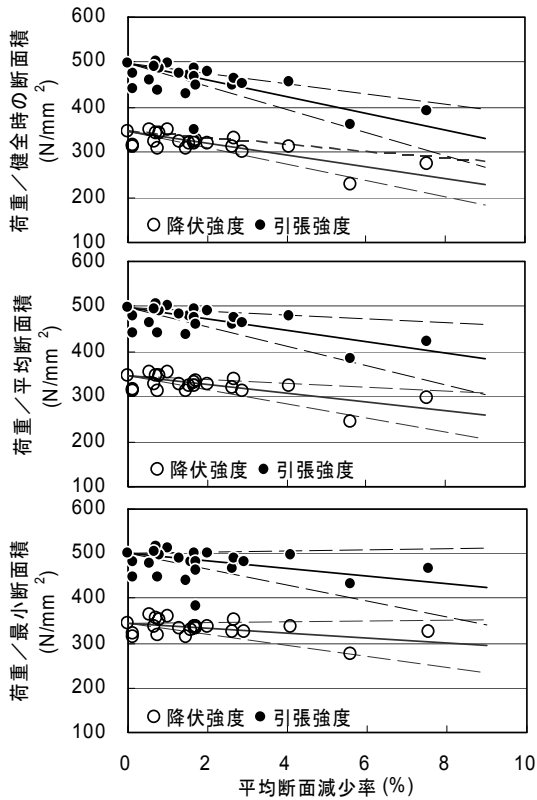 荷重／健全時の断面積
(N/mm²)
600
500
400
300
200
100
○ 降伏強度 ● 引張強度
荷重／平均断面積
(N/mm²)
600
500
400
300
200
100
○ 降伏強度 ● 引張強度
荷重／最小断面積
(N/mm²)
600
500
400
300
200
100
○ 降伏強度 ● 引張強度
0 2 4 6 8 10
平均断面減少率 (%)